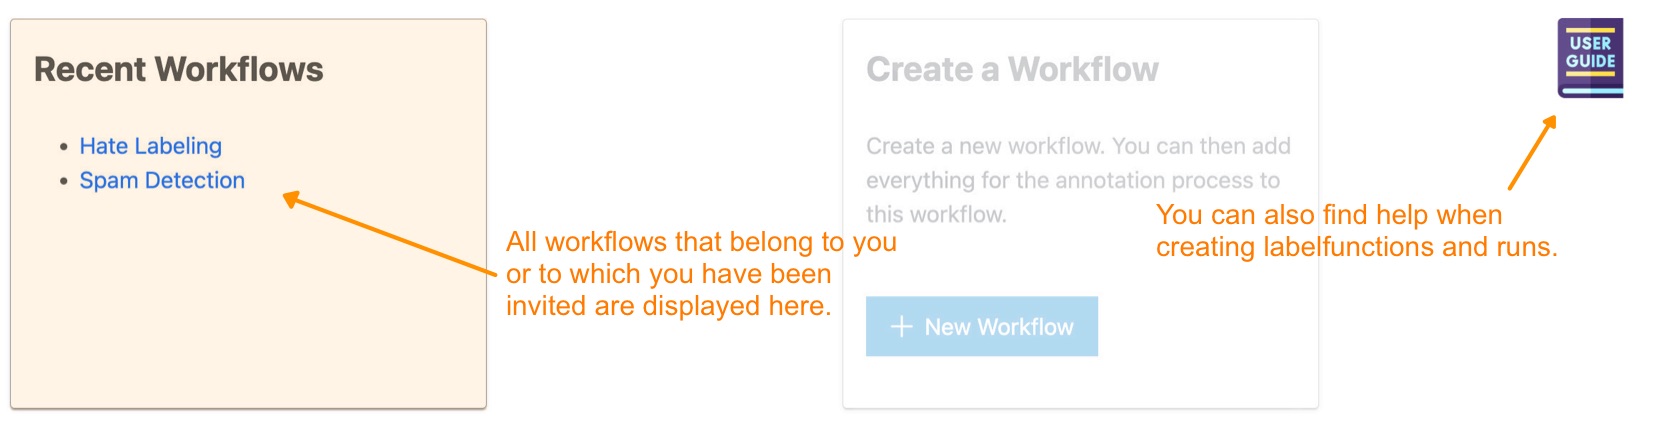 Recent Workflows
Hate Labeling
Spam Detection
All workflows that belong to you
or to which you have been
invited are displayed here.
Create a Workflow
Create a new workflow. You can then add
everything for the annotation process to
this workflow.
+ New Workflow
USER
GUIDE
You can also find help when
creating labelfunctions and runs.